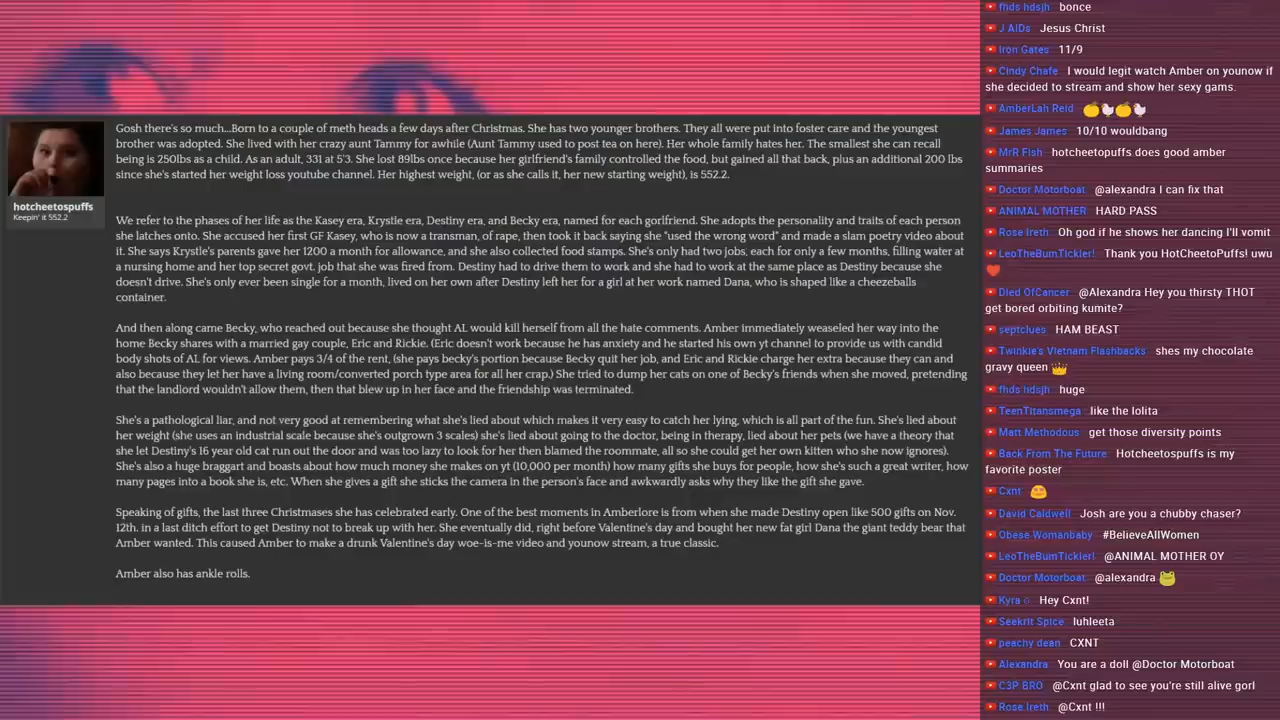 Gosh there's so much...Born to a couple of meth heads a few days after Christmas. She has two younger brothers. They all were put into foster care and the youngest
brother was adopted. She lived with her crazy aunt Tammy for awhile (Aunt Tammy used to post tea on here). Her whole family hates her. The smallest she can recall
being is 250lbs as a child. As an adult, 331 at 5'3. She lost 89lbs once because her girlfriend's family controlled the food, but gained all that back, plus an additional 200 lbs
since she's started her weight loss youtube channel. Her highest weight, (or as she calls it, her new starting weight), is 552.2.
hotcheetospuffs
Keepin' it 552.2
We refer to the phases of her life as the Kasey era, Krystle era, Destiny era, and Becky era, named for each gorlfriend. She adopts the personality and traits of each person
she latches onto. She accused her first GF Kasey, who is now a transman, of rape, then took it back saying she "used the wrong word" and made a slam poetry video about
it. She says Krystle's parents gave her 1200 a month for allowance, and she also collected food stamps. She's only had two jobs, each for only a few months, filling water at
a nursing home and her top secret govt. job that she was fired from. Destiny had to drive them to work and she had to work at the same place as Destiny because she
doesn't drive. She's only ever been single for a month, lived on her own after Destiny left her for a girl at her work named Dana, who is shaped like a cheezeballs
container.
And then along came Becky, who reached out because she thought AL would kill herself from all the hate comments. Amber immediately weaseled her way into the
home Becky shares with a married gay couple, Eric and Rickie. (Eric doesn't work because he has anxiety and he started his own yt channel to provide us with candid
body shots of AL for views. Amber pays 3/4 of the rent, (she pays becky's portion because Becky quit her job, and Eric and Rickie charge her extra because they can and
also because they let her have a living room/converted porch type area for all her crap.) She tried to dump her cats on one of Becky's friends when she moved, pretending
that the landlord wouldn't allow them, then that blew up in her face and the friendship was terminated.
She's a pathological liar, and not very good at remembering what she's lied about which makes it very easy to catch her lying, which is all part of the fun. She's lied about
her weight (she uses an industrial scale because she's outgrown 3 scales) she's lied about going to the doctor, being in therapy, lied about her pets (we have a theory that
she let Destiny's 16 year old cat run out the door and was too lazy to look for her then blamed the roommate, all so she could get her own kitten who she now ignores).
She's also a huge braggart and boasts about how much money she makes on yt (10,000 per month) how many gifts she buys for people, how she's such a great writer, how
many pages into a book she is, etc. When she gives a gift she sticks the camera in the person's face and awkwardly asks why they like the gift she gave.
Speaking of gifts, the last three Christmases she has celebrated early. One of the best moments in Amberlore is from when she made Destiny open like 500 gifts on Nov.
12th. in a last ditch effort to get Destiny not to break up with her. She eventually did, right before Valentine's day and bought her new fat girl Dana the giant teddy bear that
Amber wanted. This caused Amber to make a drunk Valentine's day woe-is-me video and younow stream, a true classic.
Amber also has ankle rolls.
fhds hdsjh bonce
J AIDs Jesus Christ
Iron Gates 11/9
Cindy Chafe I would legit watch Amber on younow if
she decided to stream and show her sexy gams.
AmberLah Reid 🍊🐔🍊🐔
James James 10/10 wouldbang
MrR Fish hotcheetopuffs does good amber
summaries
Doctor Motorboat @alexandra I can fix that
ANIMAL MOTHER HARD PASS
Rose Ireth Oh god if he shows her dancing I'll vomit
LeoTheBumTickler! Thank you HotCheetoPuffs! uwu
❤️
Died OfCancer @Alexandra Hey you thirsty THOT
get bored orbiting kumite?
septclues HAM BEAST
Twinkie's Vietnam Flashbacks shes my chocolate
gravy queen 👑
fhds hdsjh huge
TeenTitansmega like the lolita
Matt Methodous get those diversity points
Back From The Future Hotcheetospuffs is my
favorite poster
Cxnt
David Caldwell Josh are you a chubby chaser?
Obese Womanbaby #BelieveAllWomen
LeoTheBumTickler! @ANIMAL MOTHER OY
Doctor Motorboat @alexandra 🐸
Kyra☼ Hey Cxnt!
Seekrit Spice luhleeta
peachy dean CXNT
Alexandra You are a doll @Doctor Motorboat
C3P BRO @Cxnt glad to see you're still alive gorl
Rose Ireth @Cxnt !!!